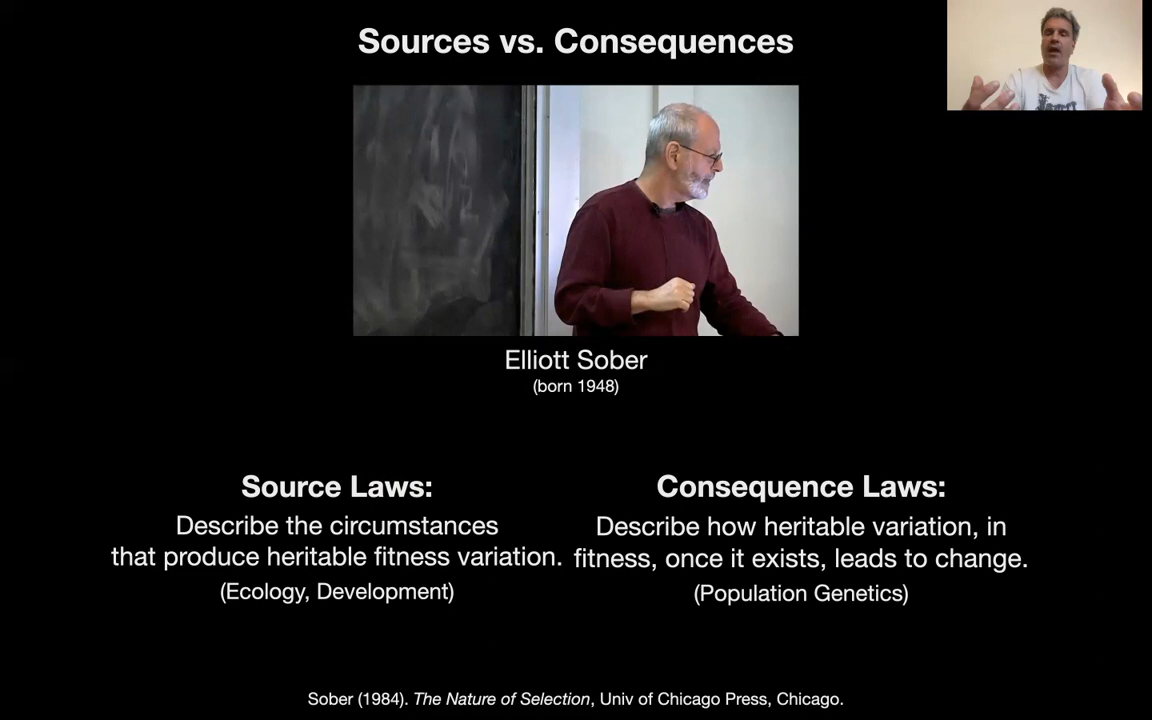 Sources vs. Consequences
Elliott Sober
(born 1948)
Source Laws:
Describe the circumstances
that produce heritable fitness variation.
(Ecology, Development)
Consequence Laws:
Describe how heritable variation, in
fitness, once it exists, leads to change.
(Population Genetics)
Sober (1984). The Nature of Selection, Univ of Chicago Press, Chicago.